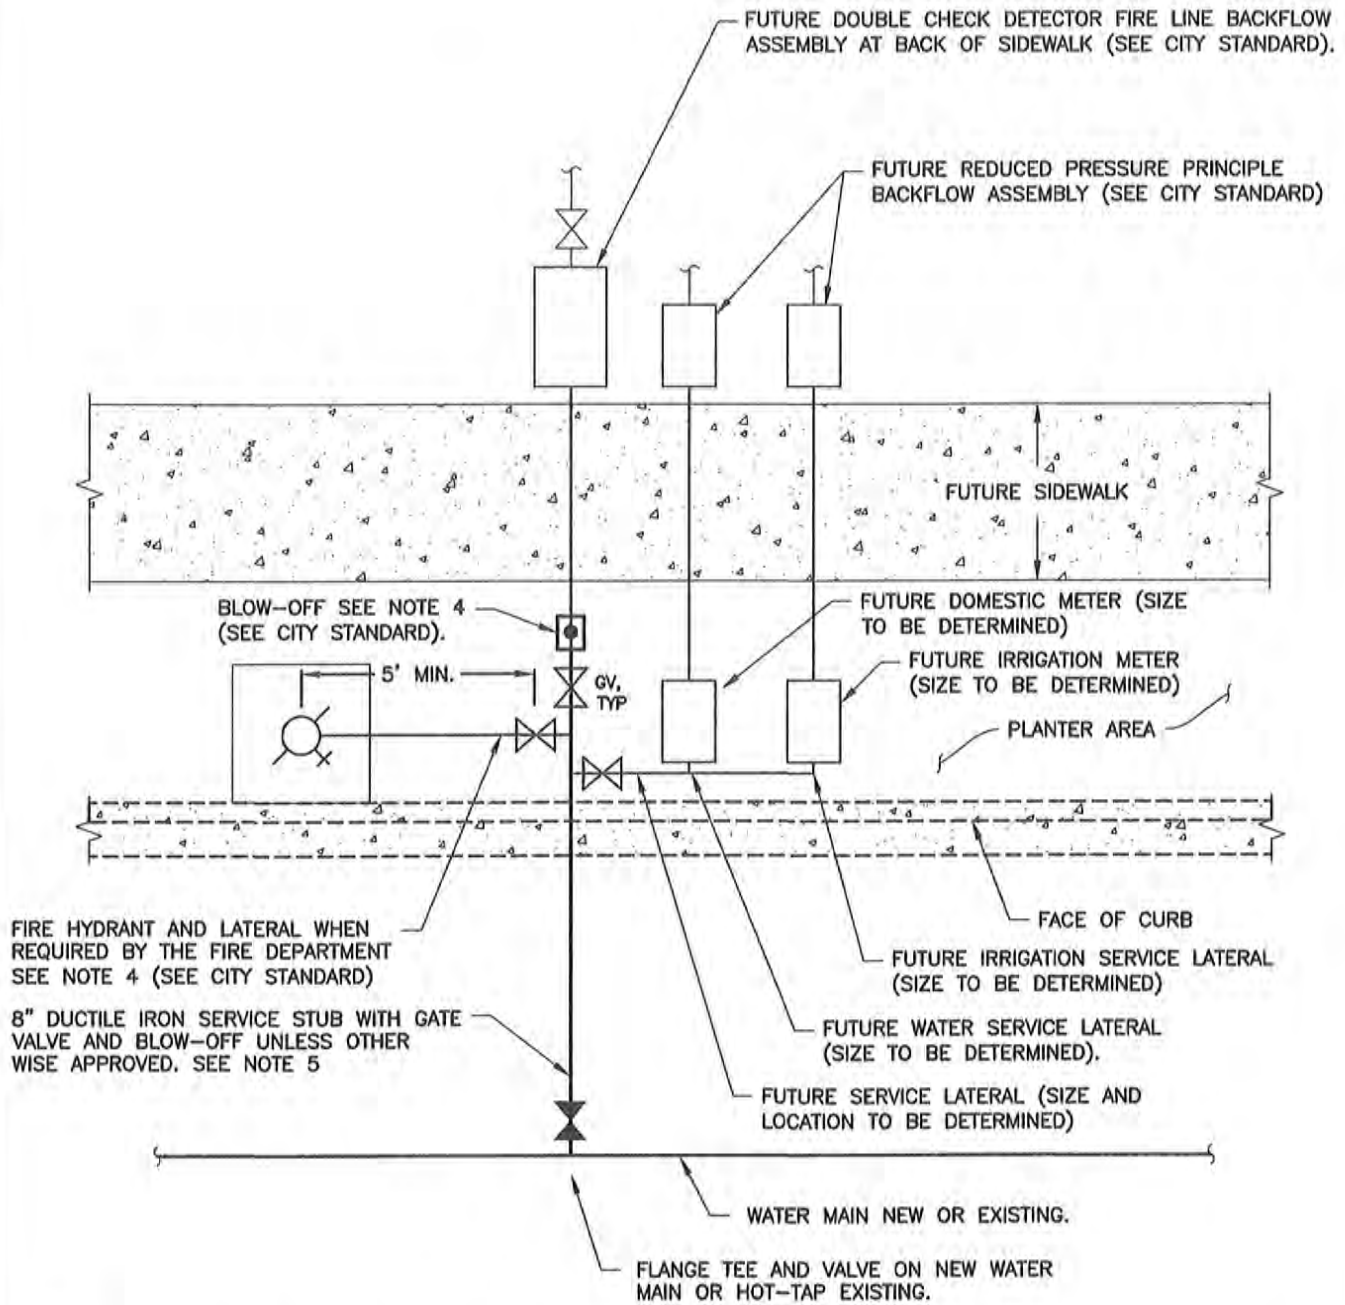 FUTURE DOUBLE CHECK DETECTOR FIRE LINE BACKFLOW
ASSEMBLY AT BACK OF SIDEWALK (SEE CITY STANDARD).
FUTURE REDUCED PRESSURE PRINCIPLE
BACKFLOW ASSEMBLY (SEE CITY STANDARD)
FUTURE SIDEWALK
BLOW-OFF SEE NOTE 4
(SEE CITY STANDARD).
FUTURE DOMESTIC METER (SIZE
TO BE DETERMINED)
5' MIN.
GV,
TYP
FUTURE IRRIGATION METER
(SIZE TO BE DETERMINED)
PLANTER AREA
FACE OF CURB
FIRE HYDRANT AND LATERAL WHEN
REQUIRED BY THE FIRE DEPARTMENT
SEE NOTE 4 (SEE CITY STANDARD)
FUTURE IRRIGATION SERVICE LATERAL
(SIZE TO BE DETERMINED)
8" DUCTILE IRON SERVICE STUB WITH GATE
VALVE AND BLOW-OFF UNLESS OTHER
WISE APPROVED. SEE NOTE 5
FUTURE WATER SERVICE LATERAL
(SIZE TO BE DETERMINED).
FUTURE SERVICE LATERAL (SIZE AND
LOCATION TO BE DETERMINED)
WATER MAIN NEW OR EXISTING.
FLANGE TEE AND VALVE ON NEW WATER
MAIN OR HOT-TAP EXISTING.